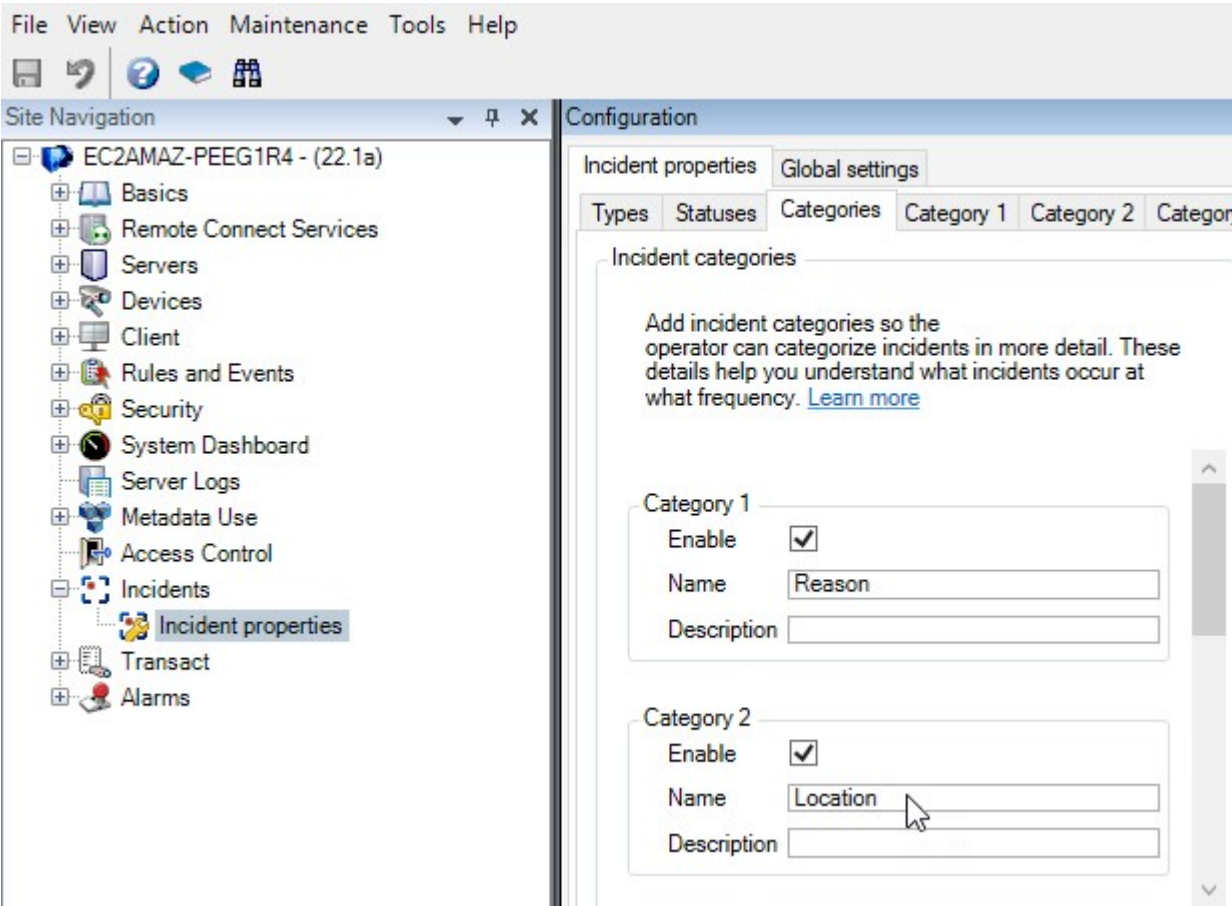 File View Action Maintenance Tools Help
Site Navigation
EC2AMAZ-PEEG1R4 - (22.1a)
Basics
Remote Connect Services
Servers
Devices
Client
Rules and Events
Security
System Dashboard
Server Logs
Metadata Use
Access Control
Incidents
Incident properties
Transact
Alarms
Configuration
Incident properties Global settings
Types Statuses Categories Category 1 Category 2 Categor
Incident categories
Add incident categories so the
operator can categorize incidents in more detail. These
details help you understand what incidents occur at
what frequency. Learn more
Category 1
Enable
Name Reason
Description
Category 2
Enable
Name Location
Description